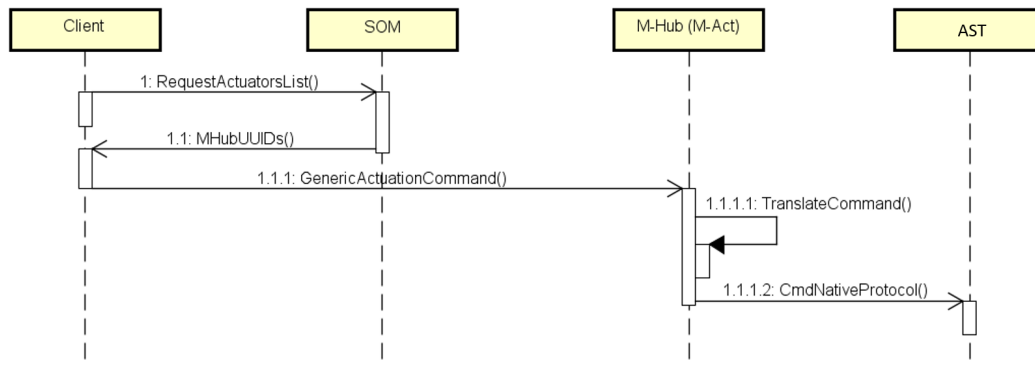 Client
SOM
M-Hub (M-Act)
AST
1: RequestActuatorsList()
1.1: MHubUUIDs()
1.1.1: GenericActuationCommand()
1.1.1.1: TranslateCommand()
1.1.1.2: CmdNativeProtocol()